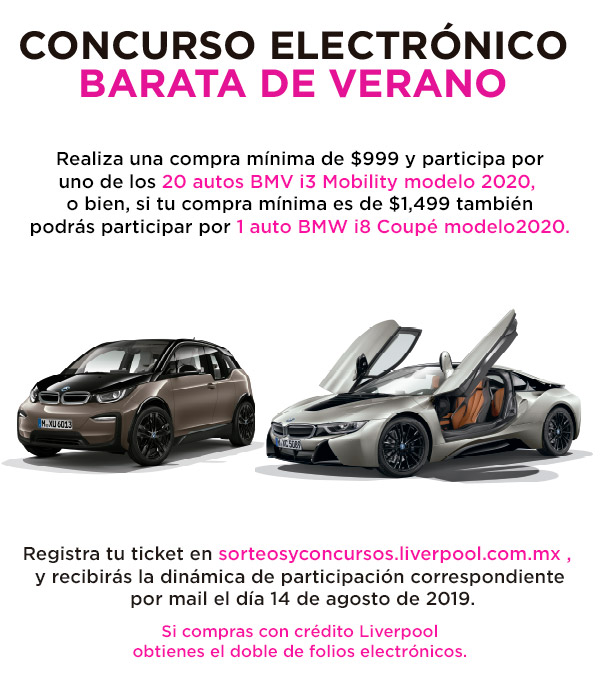 CONCURSO ELECTRÓNICO
BARATA DE VERANO
Realiza una compra mínima de $999 y participa por
uno de los 20 autos BMV i3 Mobility modelo 2020,
o bien, si tu compra mínima es de $1,499 también
podrás participar por 1 auto BMW i8 Coupé modelo2020.
M·XU 6013
Registra tu ticket en sorteosyconcursos.liverpool.com.mx ,
y recibirás la dinámica de participación correspondiente
por mail el día 14 de agosto de 2019.
Si compras con crédito Liverpool
obtienes el doble de folios electrónicos.